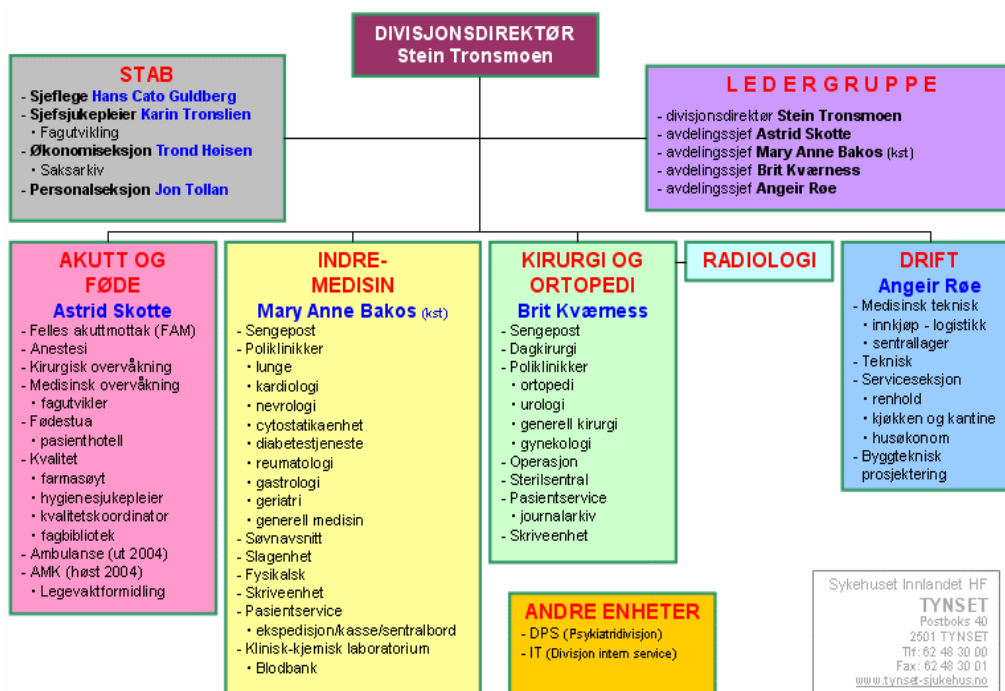 DIVISJONSDIREKTØR
Stein Tronsmoen
STAB
- Sjeflege Hans Cato Guldberg
- Sjefsjukepleier Karin Tronslien
• Fagutvikling
- Økonomiseksjon Trond Høisen
• Saksarkiv
- Personalseksjon Jon Tollan
LEDERGRUPPE
- divisjonsdirektør Stein Tronsmoen
- avdelingssjef Astrid Skotte
- avdelingssjef Mary Anne Bakos (kst)
- avdelingssjef Brit Kværness
- avdelingssjef Angeir Røe
AKUTT OG
FØDE
Astrid Skotte
- Felles akuttmottak (FAM)
- Anestesi
- Kirurgisk overvåkning
- Medisinsk overvåkning
• fagutvikler
- Fødestua
• pasienthotell
- Kvalitet
• farmasøyt
• hygienesjukepleier
• kvalitetskoordinator
• fagbibliotek
- Ambulanse (ut 2004)
- AMK (høst 2004)
• Legevaktformidling
INDRE-
MEDISIN
Mary Anne Bakos (kst)
- Sengepost
- Poliklinikker
• lunge
• kardiologi
• nevrologi
• cytostatikaenhet
• diabetestjeneste
• reumatologi
• gastrologi
• geriatri
• generell medisin
- Søvnavsnitt
- Slagenhet
- Fysikalsk
- Skriveenhet
- Pasientservice
• ekspedisjon/kasse/sentralbord
- Klinisk-kjemisk laboratorium
• Blodbank
KIRURGI OG
ORTOPEDI
Brit Kværness
- Sengepost
- Dagkirurgi
- Poliklinikker
• ortopedi
• urologi
• generell kirurgi
• gynekologi
- Operasjon
- Sterilsentral
- Pasientservice
• journalarkiv
- Skriveenhet
RADIOLOGI
DRIFT
Angeir Røe
- Medisinsk teknisk
• innkjøp - logistikk
• sentrallager
- Teknisk
- Serviceseksjon
• renhold
• kjøkken og kantine
• husøkonom
- Byggteknisk
prosjektering
ANDRE ENHETER
- DPS (Psykiatridivisjon)
- IT (Divisjon intern service)
Sykehuset Innlandet HF
TYNSET
Postboks 40
2501 TYNSET
Tlf: 62 48 30 00
Fax: 62 48 30 01
www.tynset-sjukehus.no